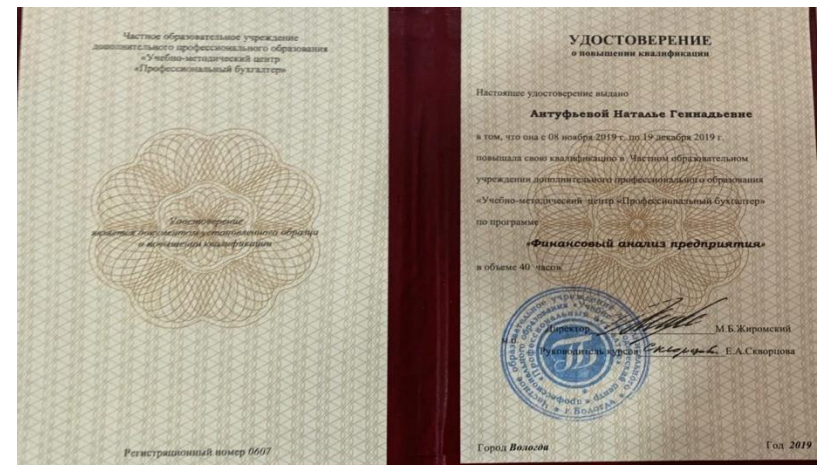 Частное образовательное учреждение
дополнительного профессионального образования
«Учебно-методический центр
«Профессиональный бухгалтер»
Удостоверение
является документом установленного образца
о повышении квалификации
Регистрационный номер 0607
УДОСТОВЕРЕНИЕ
о повышении квалификации
Настоящее удостоверение выдано
Антуфьевой Наталье Геннадьевне
в том, что она с 08 ноября 2019 г. по 19 декабря 2019 г.
повышала свою квалификацию в Частном образовательном
учреждении дополнительного профессионального образования
«Учебно-методический центр «Профессиональный бухгалтер»
по программе
«Финансовый анализ предприятия»
в объеме 40 часов
Директор М.Б.Жиромский
М.П.
Руководитель курсов Скворцова Е.А.Скворцова
Город Вологда Год 2019